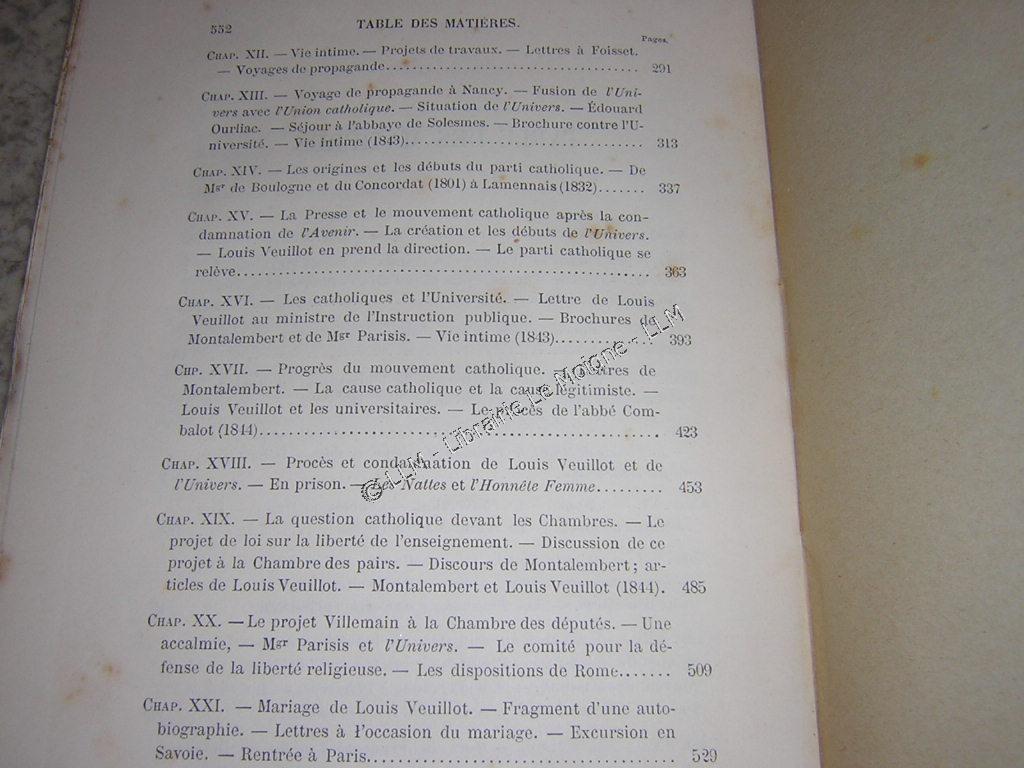 552
TABLE DES MATIÈRES.
Pages.
CHAP. XII. — Vie intime. — Projets de travaux. — Lettres à Foisset.
— Voyages de propagande.................................... 291
CHAP. XIII. — Voyage de propagande à Nancy. — Fusion de l'Uni-
vers avec l'Union catholique. — Situation de l'Univers. — Édouard
Ourliac. — Séjour à l'abbaye de Solesmes. — Brochure contre l'U-
niversité. — Vie intime (1843).................................. 313
CHAP. XIV. — Les origines et les débuts du parti catholique. — De
Mgr de Boulogne et du Concordat (1801) à Lamennais (1832)....... 337
CHAP. XV. — La Presse et le mouvement catholique après la con-
damnation de l'Avenir. — La création et les débuts de l'Univers.
— Louis Veuillot en prend la direction. — Le parti catholique se
relève...................................................... 363
CHAP. XVI. — Les catholiques et l'Université. — Lettre de Louis
Veuillot au ministre de l'Instruction publique. — Brochures de
Montalembert et de Mgr Parisis. — Vie intime (1843).............. 393
CHP. XVII. — Progrès du mouvement catholique. — de
Montalembert. — La cause catholique et la cause légitimiste. —
Louis Veuillot et les universitaires. — Le procès de l'abbé Com-
balot (1844)...................................................... 423
CHAP. XVIII. — Procès et condamnation de Louis Veuillot et de
l'Univers. — En prison. — Les Nattes et l'Honnête Femme......... 453
CHAP. XIX. — La question catholique devant les Chambres. — Le
projet de loi sur la liberté de l'enseignement. — Discussion de ce
projet à la Chambre des pairs. — Discours de Montalembert; ar-
ticles de Louis Veuillot. — Montalembert et Louis Veuillot (1844). 485
CHAP. XX. — Le projet Villemain à la Chambre des députés. — Une
accalmie, — Mgr Parisis et l'Univers. — Le comité pour la dé-
fense de la liberté religieuse. — Les dispositions de Rome....... 509
CHAP. XXI. — Mariage de Louis Veuillot. — Fragment d'une auto-
biographie. — Lettres à l'occasion du mariage. — Excursion en
Savoie. — Rentrée à Paris.......................................... 529
© LLM - Librairie Le Moigne - LLM